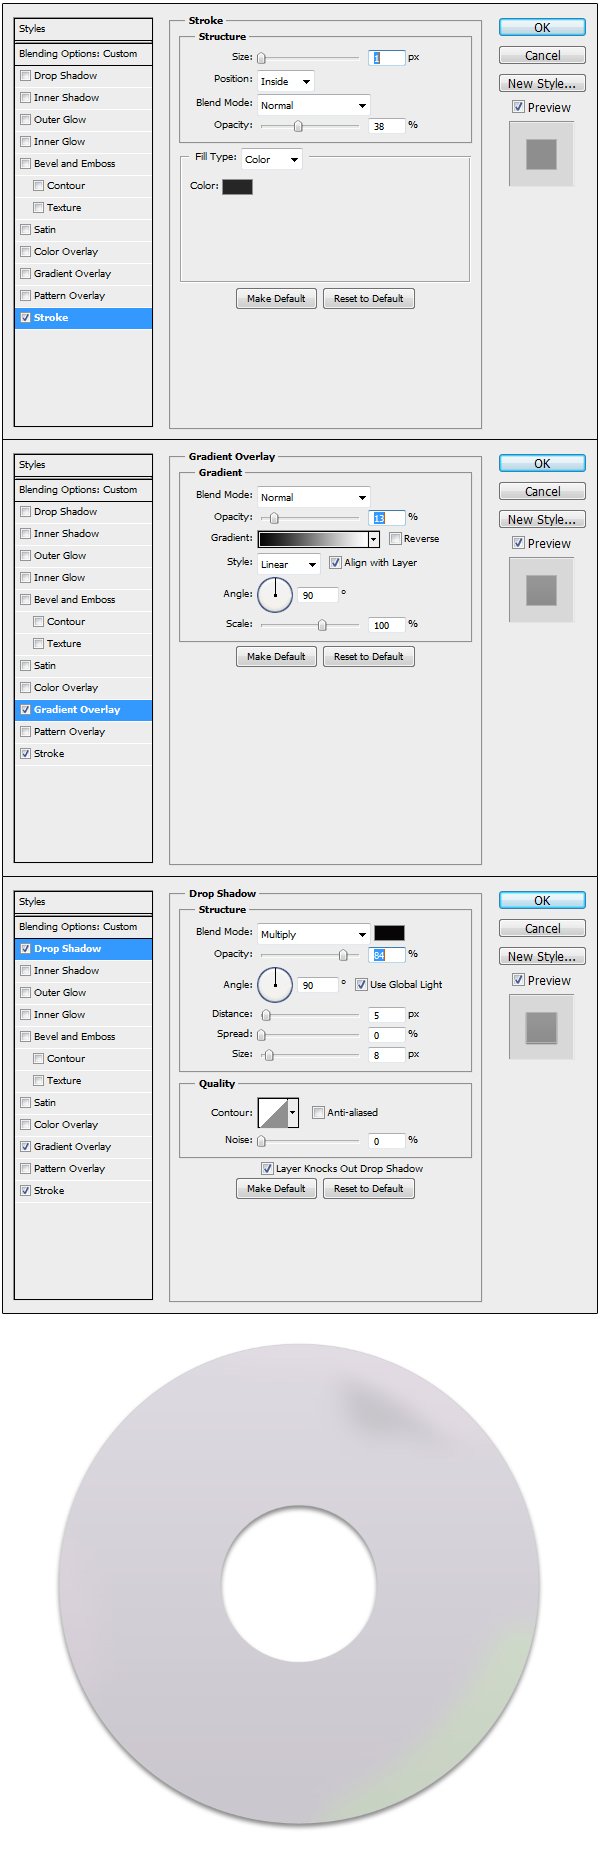 Styles
Blending Options: Custom
Drop Shadow
Inner Shadow
Outer Glow
Inner Glow
Bevel and Emboss
Contour
Texture
Satin
Color Overlay
Gradient Overlay
Pattern Overlay
Stroke
Stroke
Structure
Size: 1 px
Position: Inside
Blend Mode: Normal
Opacity: 38 %
Fill Type: Color
Color:
Make Default Reset to Default
OK
Cancel
New Style...
Preview
Styles
Blending Options: Custom
Drop Shadow
Inner Shadow
Outer Glow
Inner Glow
Bevel and Emboss
Contour
Texture
Satin
Color Overlay
Gradient Overlay
Pattern Overlay
Stroke
Gradient Overlay
Gradient
Blend Mode: Normal
Opacity: 13 %
Gradient: Reverse
Style: Linear Align with Layer
Angle: 90 °
Scale: 100 %
Make Default Reset to Default
OK
Cancel
New Style...
Preview
Styles
Blending Options: Custom
Drop Shadow
Inner Shadow
Outer Glow
Inner Glow
Bevel and Emboss
Contour
Texture
Satin
Color Overlay
Gradient Overlay
Pattern Overlay
Stroke
Drop Shadow
Structure
Blend Mode: Multiply
Opacity: 84 %
Angle: 90 ° Use Global Light
Distance: 5 px
Spread: 0 %
Size: 8 px
Quality
Contour: Anti-aliased
Noise: 0 %
Layer Knocks Out Drop Shadow
Make Default Reset to Default
OK
Cancel
New Style...
Preview